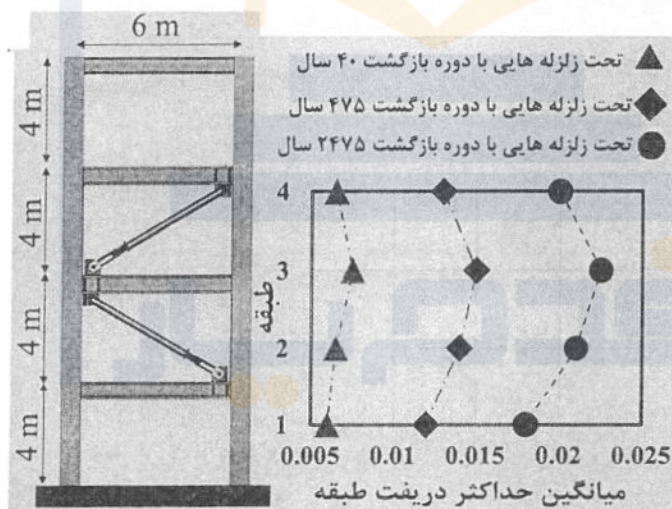 6 m
4 m
4 m
4 m
4 m
تحت زلزله هایی با دوره بازگشت ۴۰ سال
تحت زلزله هایی با دوره بازگشت ۴۷۵ سال
تحت زلزله هایی با دوره بازگشت ۲۴۷۵ سال
4
3
2
1
طبقه
0.005 0.01 0.015 0.02 0.025
میانگین حداکثر دریفت طبقه